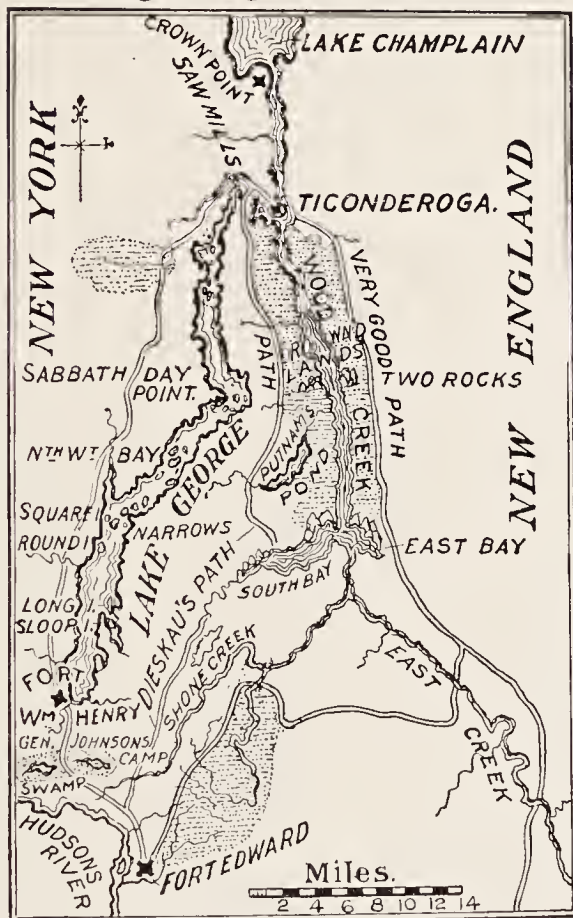 CROWN POINT
LAKE CHAMPLAIN
SAW MILLS
TICONDEROGA.
NEW YORK
NEW ENGLAND
WOOD CREEK
VERY GOOD PATH
PATH
TWO ROCKS
SABBATH DAY
POINT.
NTH WT BAY
PUTNAM'S
POND
LAKE GEORGE
SQUARE I
ROUND I
NARROWS
EAST BAY
SOUTH BAY
LONG I.
SLOOP I.
DIESKAU'S PATH
SHONE CREEK
EAST CREEK
FORT
WM HENRY
GEN. JOHNSONS
CAMP
SWAMP
HUDSONS
RIVER
FORT EDWARD
Miles.
2 4 6 8 10 12 14